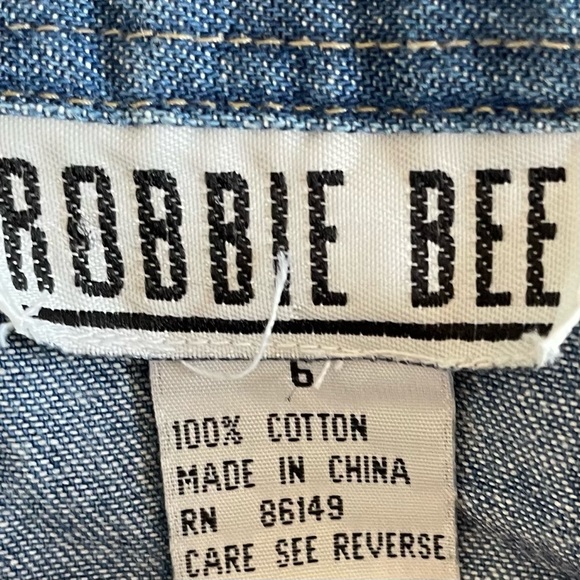 ROBBIE BEE
6
100% COTTON
MADE IN CHINA
RN 86149
CARE SEE REVERSE